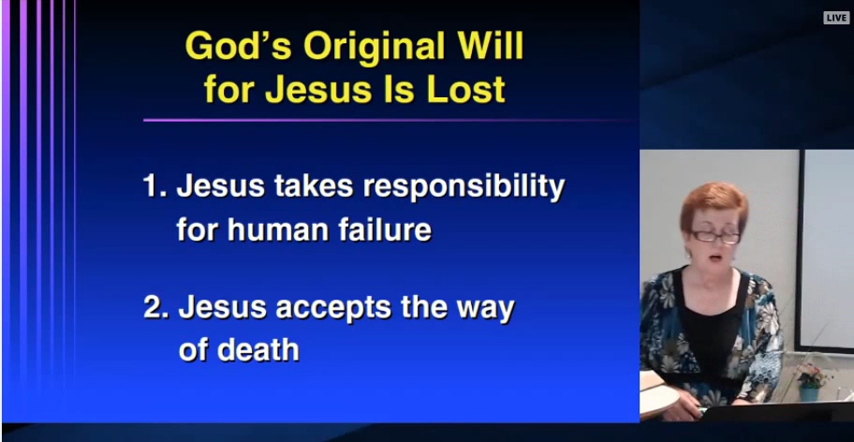 LIVE
God's Original Will
for Jesus Is Lost
1. Jesus takes responsibility
for human failure
2. Jesus accepts the way
of death